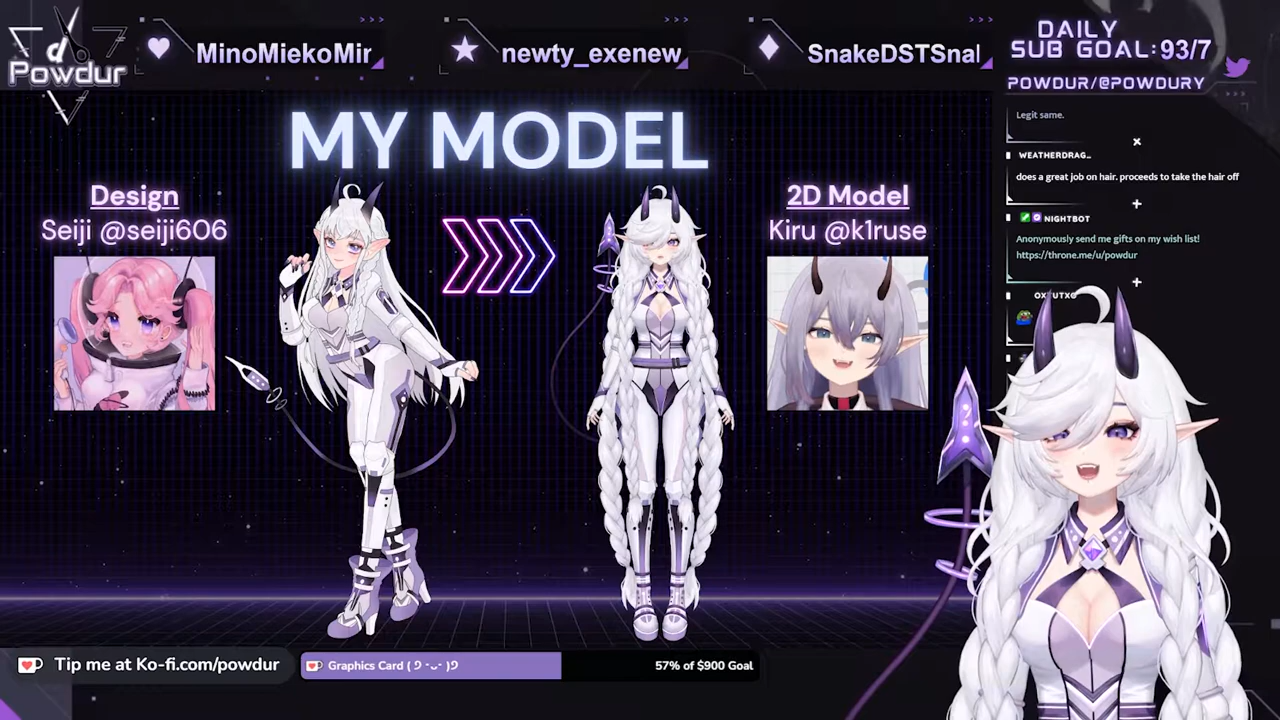 Powdur
MinoMiekoMir
newty_exenew
SnakeDSTSnal
DAILY
SUB GOAL:93/7
POWDUR/@POWDURY
MY MODEL
Design
Seiji @seiji606
2D Model
Kiru @k1ruse
Legit same.
WEATHERDRAG..
does a great job on hair. proceeds to take the hair off
NIGHTBOT
Anonymously send me gifts on my wish list!
https://throne.me/u/powdur
Tip me at Ko-fi.com/powdur
Graphics Card ( Ꭾ -ᴗ- )Ꭾ
57% of $900 Goal